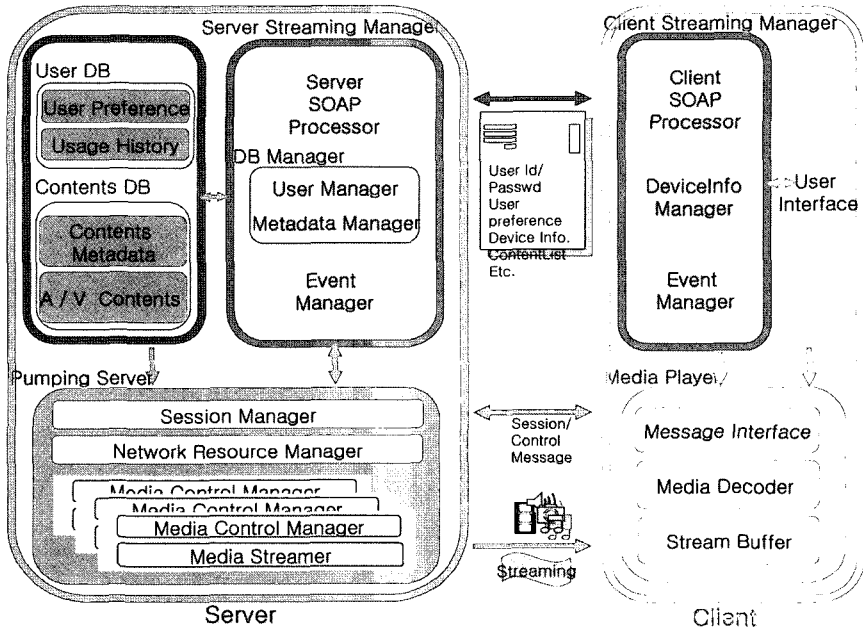 Server Streaming Manager
User DB
User Preference
Usage History
Contents DB
Contents
Metadata
A / V Contents
Server
SOAP
Processor
DB Manager
User Manager
Metadata Manager
Event
Manager
User Id/
Passwd
User
preference
Device Info.
ContentList
Etc.
Client Streaming Manager
Client
SOAP
Processor
DeviceInfo
Manager
Event
Manager
User
Interface
Pumping Server
Session Manager
Network Resource Manager
Media Control Manager
Media Control Manager
Media Control Manager
Media Streamer
Session/
Control
Message
Streaming
Media Player
Message Interface
Media Decoder
Stream Buffer
Server
Client